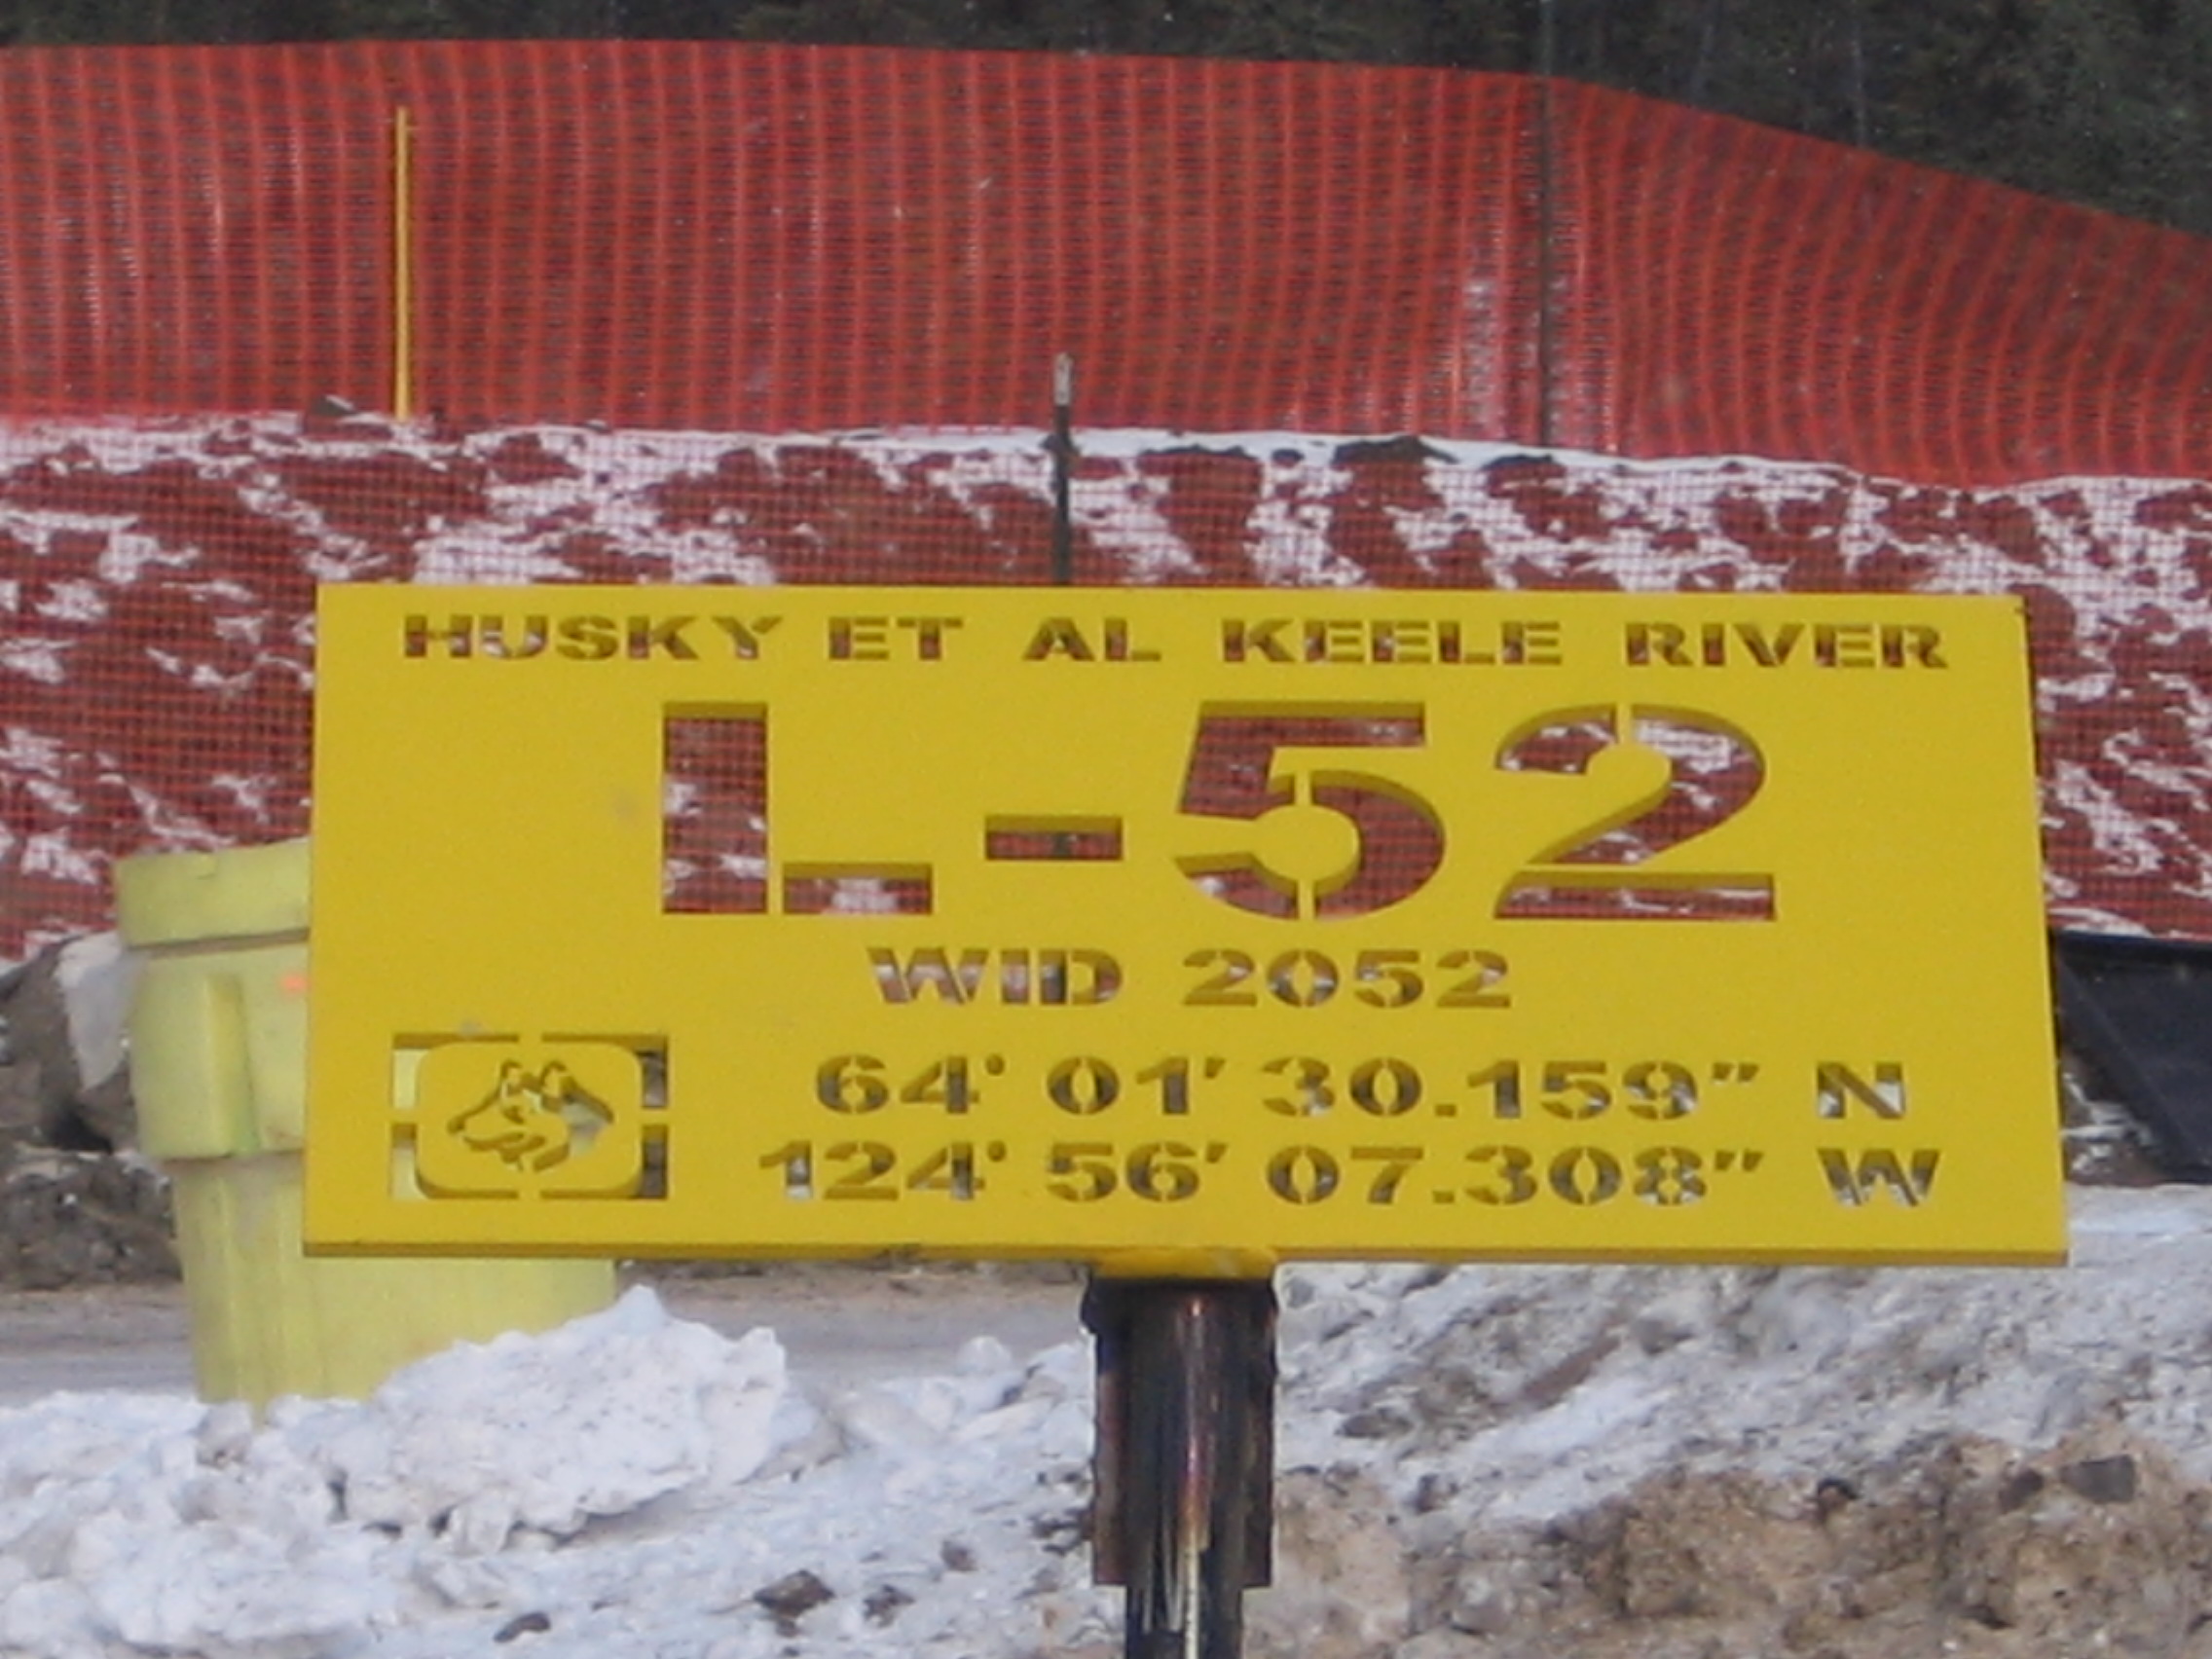 HUSKY ET AL KEELE RIVER
L-52
WID 2052
64° 01' 30.159" N
124° 56' 07.308" W